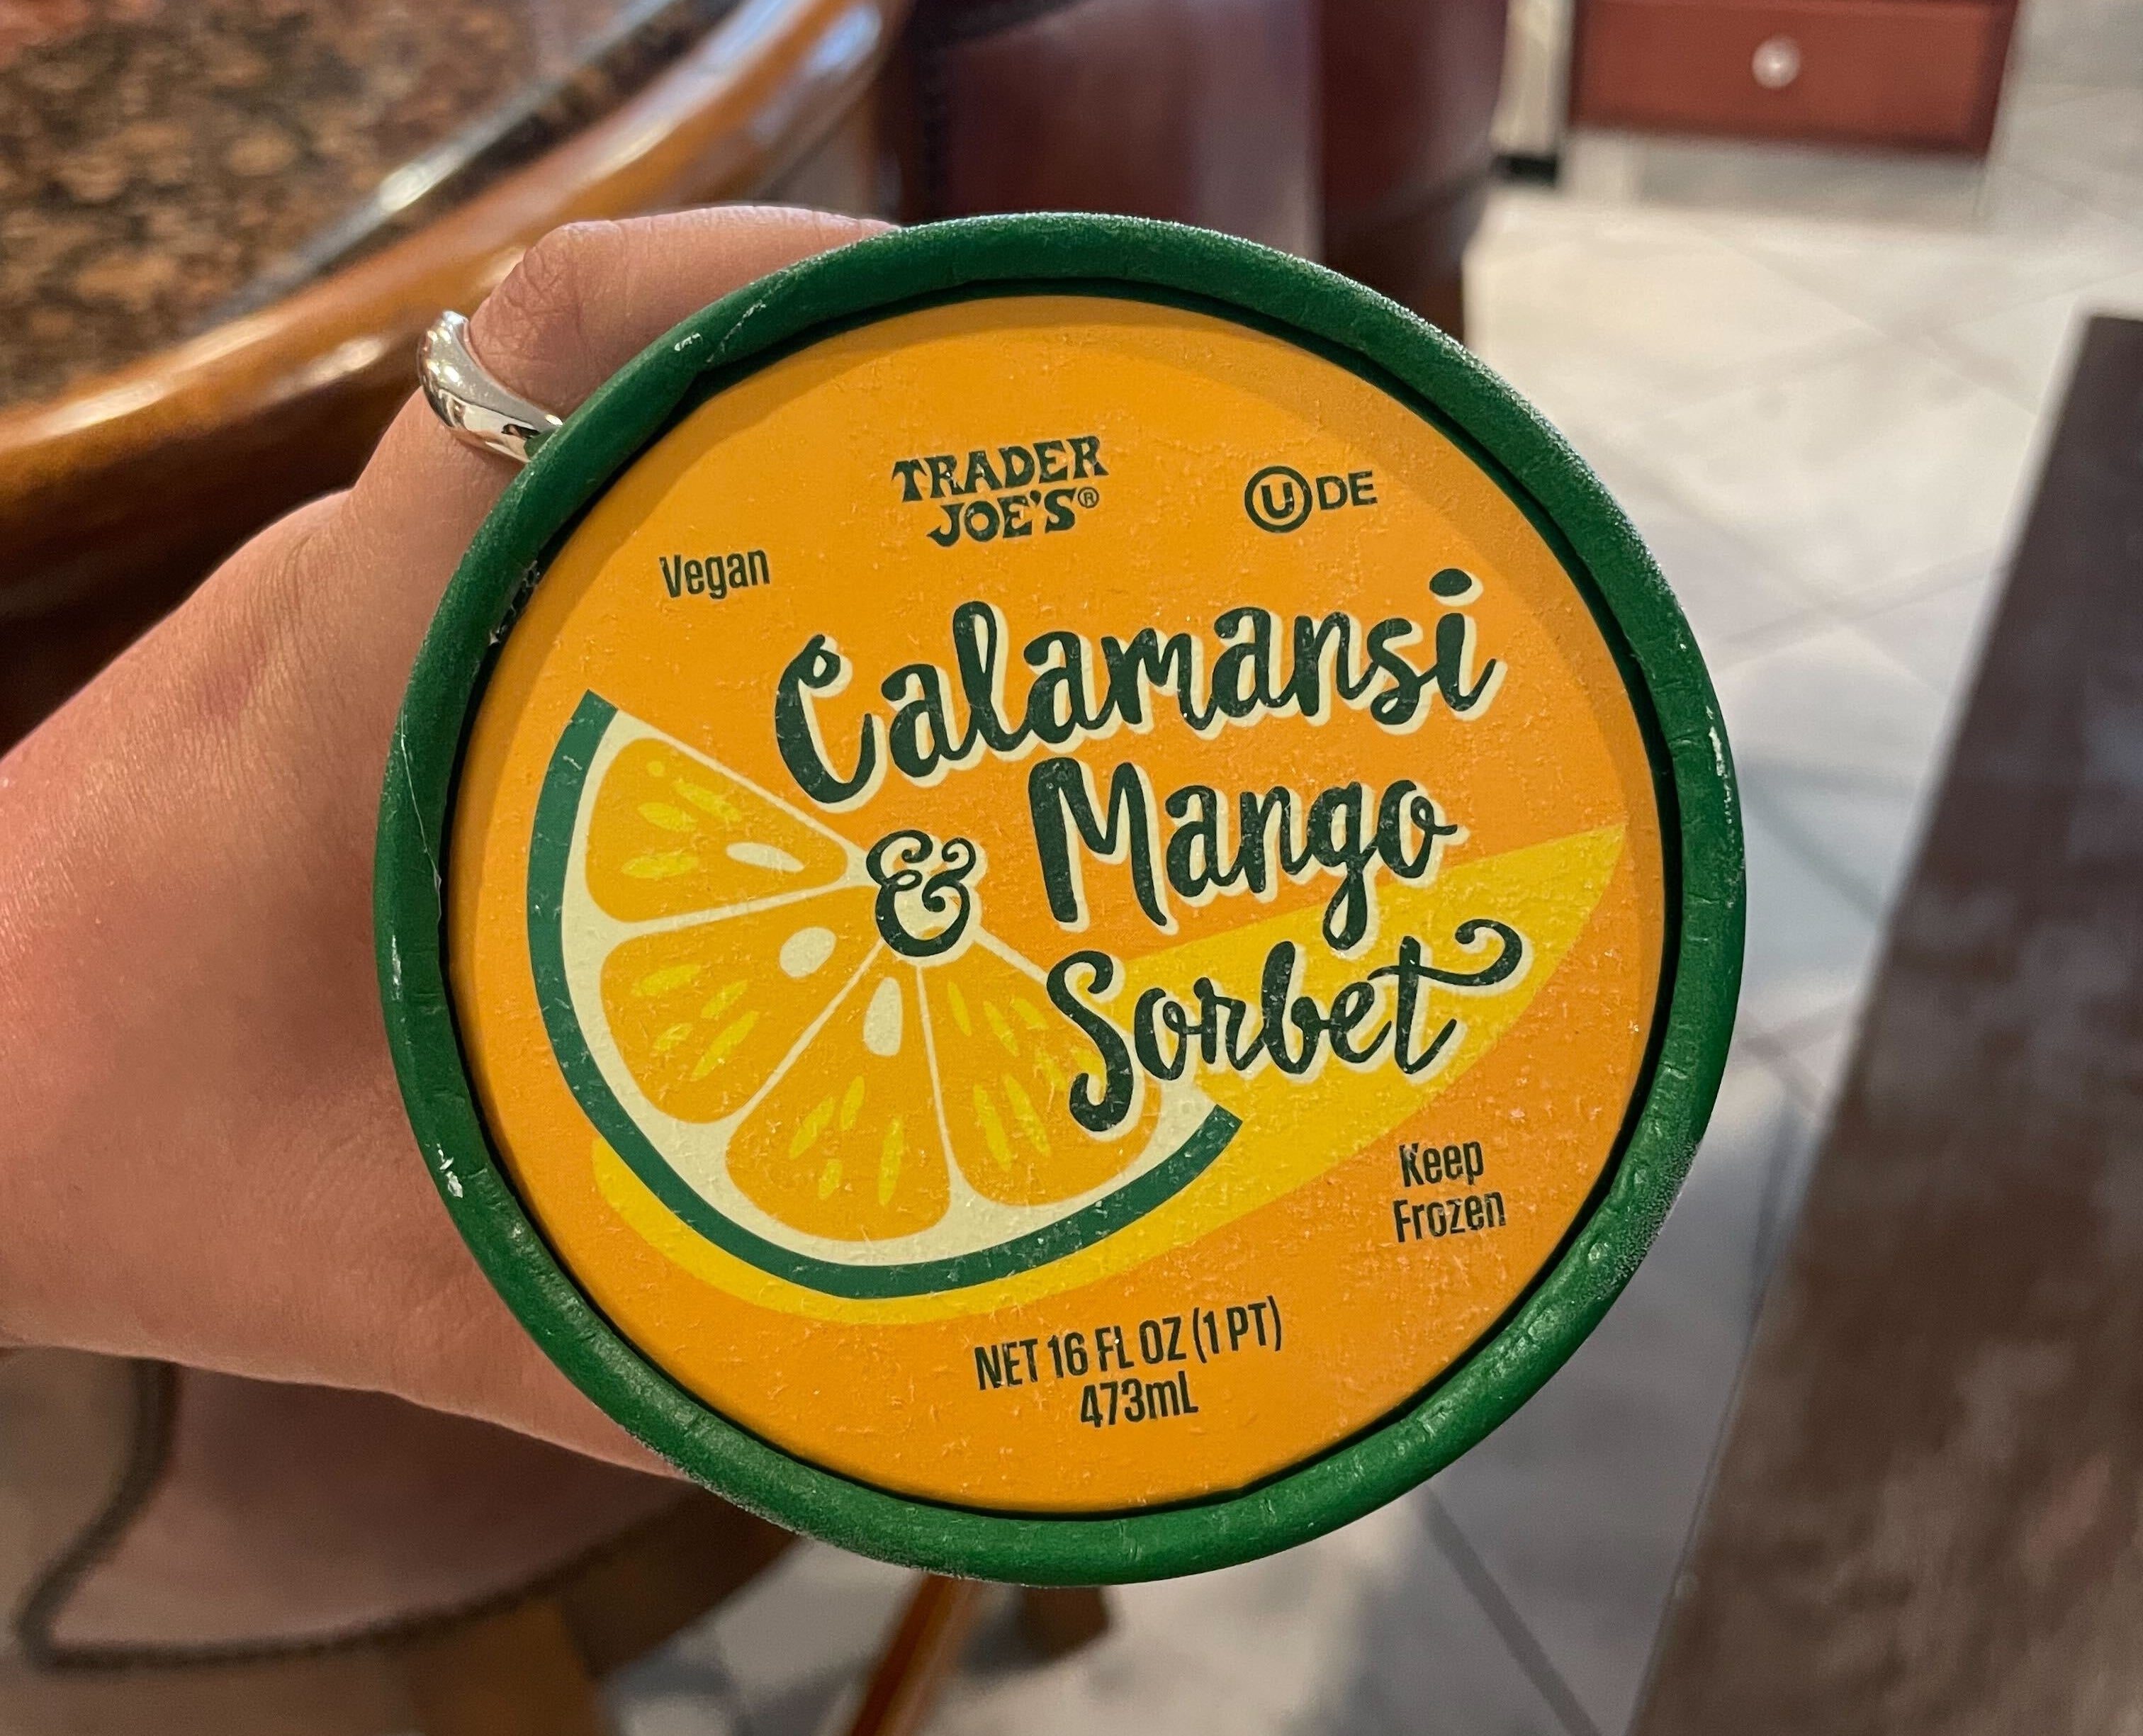 TRADER
JOE'S®
ⓊDE
Vegan
Calamansi
& Mango
Sorbet
Keep
Frozen
NET 16 FL OZ (1 PT)
473mL